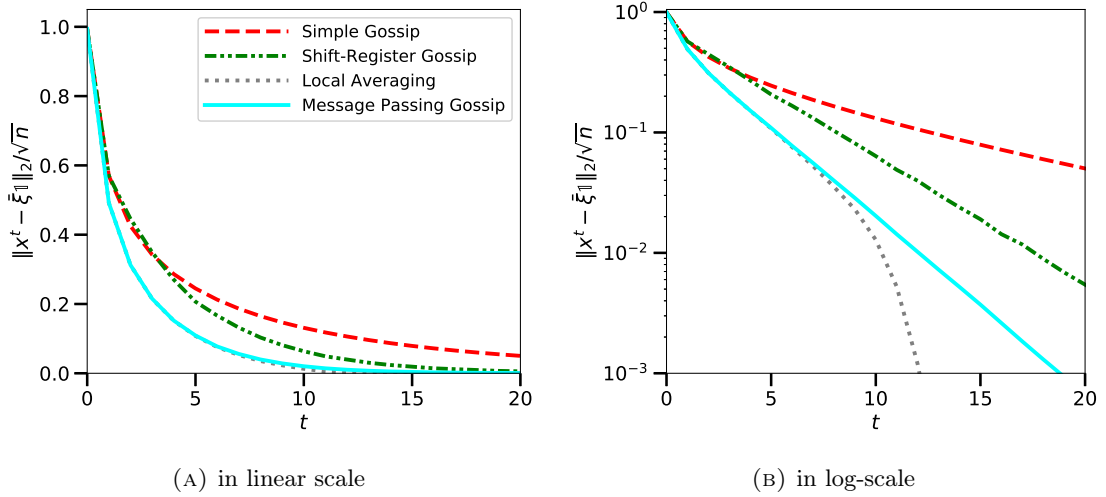 1.0
0.8
0.6
0.4
0.2
0.0
0 5 10 15 20
t
‖x^t − ξ̄𝟙‖₂/√n
Simple Gossip
Shift-Register Gossip
Local Averaging
Message Passing Gossip
(A) in linear scale
10^0
10^−1
10^−2
10^−3
0 5 10 15 20
t
‖x^t − ξ̄𝟙‖₂/√n
(B) in log-scale